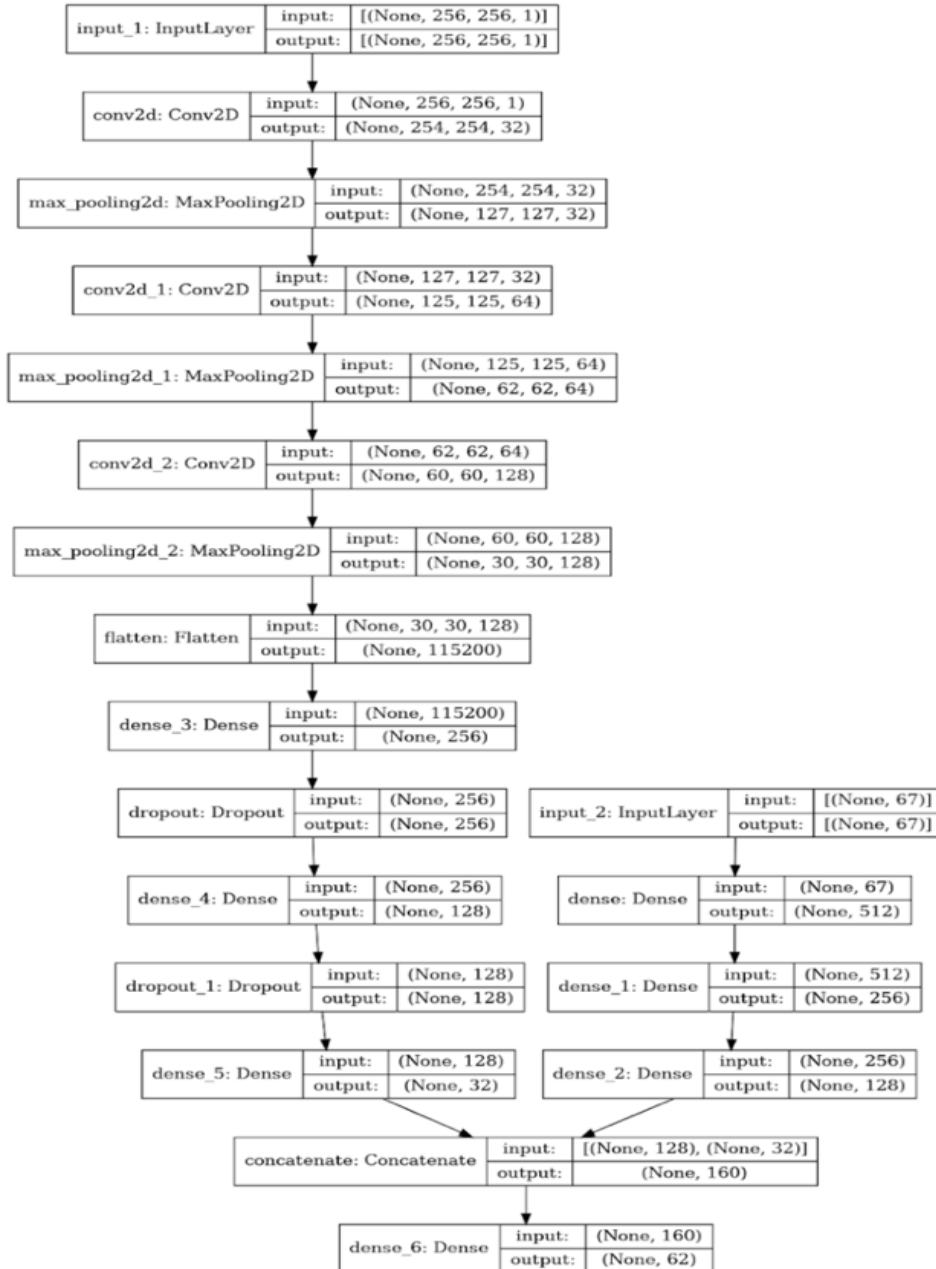 input_1: InputLayer
input: [(None, 256, 256, 1)]
output: [(None, 256, 256, 1)]
conv2d: Conv2D
input: (None, 256, 256, 1)
output: (None, 254, 254, 32)
max_pooling2d: MaxPooling2D
input: (None, 254, 254, 32)
output: (None, 127, 127, 32)
conv2d_1: Conv2D
input: (None, 127, 127, 32)
output: (None, 125, 125, 64)
max_pooling2d_1: MaxPooling2D
input: (None, 125, 125, 64)
output: (None, 62, 62, 64)
conv2d_2: Conv2D
input: (None, 62, 62, 64)
output: (None, 60, 60, 128)
max_pooling2d_2: MaxPooling2D
input: (None, 60, 60, 128)
output: (None, 30, 30, 128)
flatten: Flatten
input: (None, 30, 30, 128)
output: (None, 115200)
dense_3: Dense
input: (None, 115200)
output: (None, 256)
dropout: Dropout
input: (None, 256)
output: (None, 256)
input_2: InputLayer
input: [(None, 67)]
output: [(None, 67)]
dense_4: Dense
input: (None, 256)
output: (None, 128)
dense: Dense
input: (None, 67)
output: (None, 512)
dropout_1: Dropout
input: (None, 128)
output: (None, 128)
dense_1: Dense
input: (None, 512)
output: (None, 256)
dense_5: Dense
input: (None, 128)
output: (None, 32)
dense_2: Dense
input: (None, 256)
output: (None, 128)
concatenate: Concatenate
input: [(None, 128), (None, 32)]
output: (None, 160)
dense_6: Dense
input: (None, 160)
output: (None, 62)